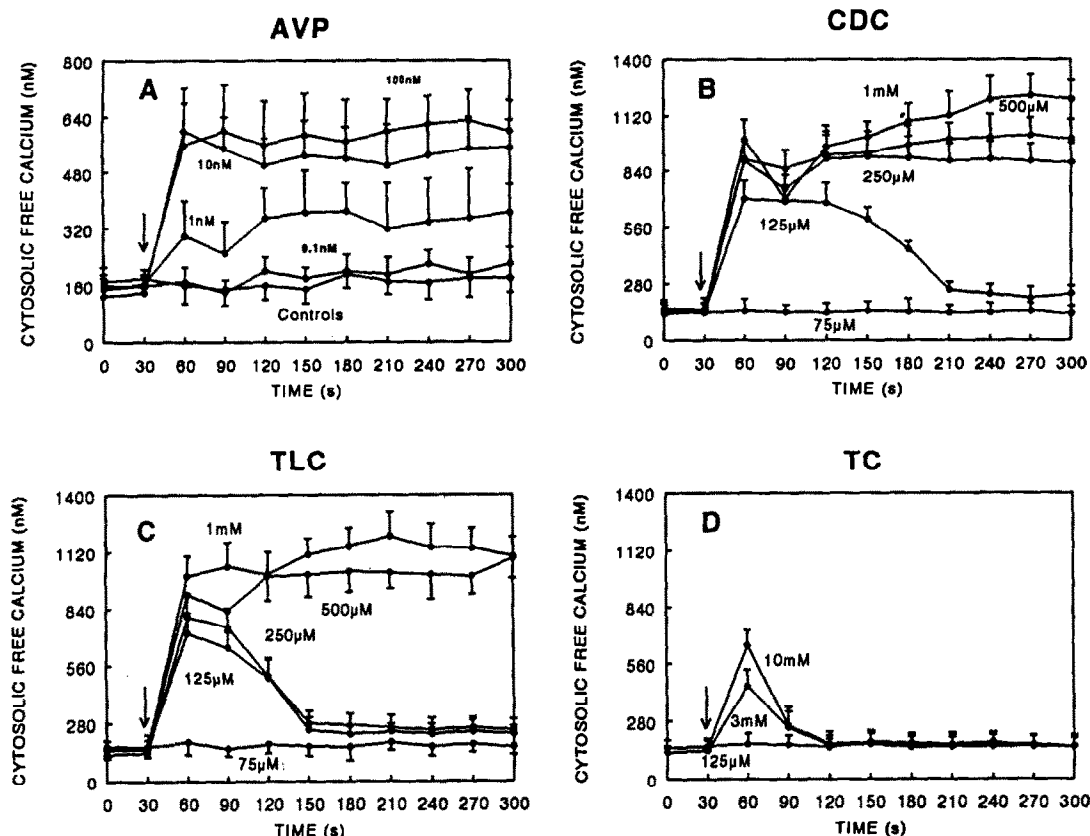 AVP
CYTOSOLIC FREE CALCIUM (nM)
800
640
480
320
160
0
A
100nM
10nM
1nM
0.1nM
Controls
0 30 60 90 120 150 180 210 240 270 300
TIME (s)
CDC
CYTOSOLIC FREE CALCIUM (nM)
1400
1120
840
560
280
0
B
1mM
500µM
250µM
125µM
75µM
0 30 60 90 120 150 180 210 240 270 300
TIME (s)
TLC
CYTOSOLIC FREE CALCIUM (nM)
1400
1120
840
560
280
0
C
1mM
500µM
250µM
125µM
75µM
0 30 60 90 120 150 180 210 240 270 300
TIME (s)
TC
CYTOSOLIC FREE CALCIUM (nM)
1400
1120
840
560
280
0
D
10mM
3mM
125µM
0 30 60 90 120 150 180 210 240 270 300
TIME (s)